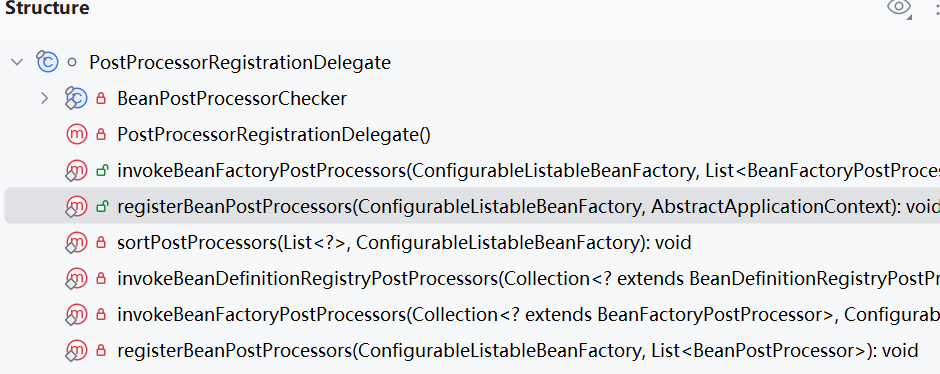 Structure
PostProcessorRegistrationDelegate
BeanPostProcessorChecker
PostProcessorRegistrationDelegate()
invokeBeanFactoryPostProcessors(ConfigurableListableBeanFactory, List<BeanFactoryPostProces
registerBeanPostProcessors(ConfigurableListableBeanFactory, AbstractApplicationContext): void
sortPostProcessors(List<?>, ConfigurableListableBeanFactory): void
invokeBeanDefinitionRegistryPostProcessors(Collection<? extends BeanDefinitionRegistryPostPr
invokeBeanFactoryPostProcessors(Collection<? extends BeanFactoryPostProcessor>, Configurab
registerBeanPostProcessors(ConfigurableListableBeanFactory, List<BeanPostProcessor>): void